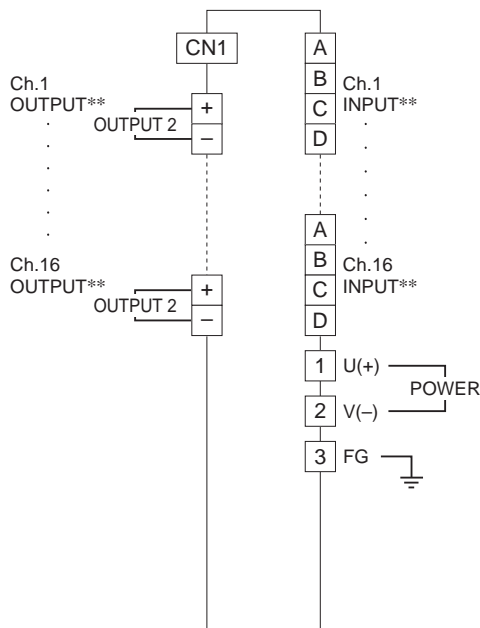 CN1
A
B
C
D
Ch.1
OUTPUT**
OUTPUT 2
+
–
Ch.1
INPUT**
A
B
C
D
Ch.16
OUTPUT**
OUTPUT 2
+
–
Ch.16
INPUT**
1 U(+)
POWER
2 V(–)
3 FG